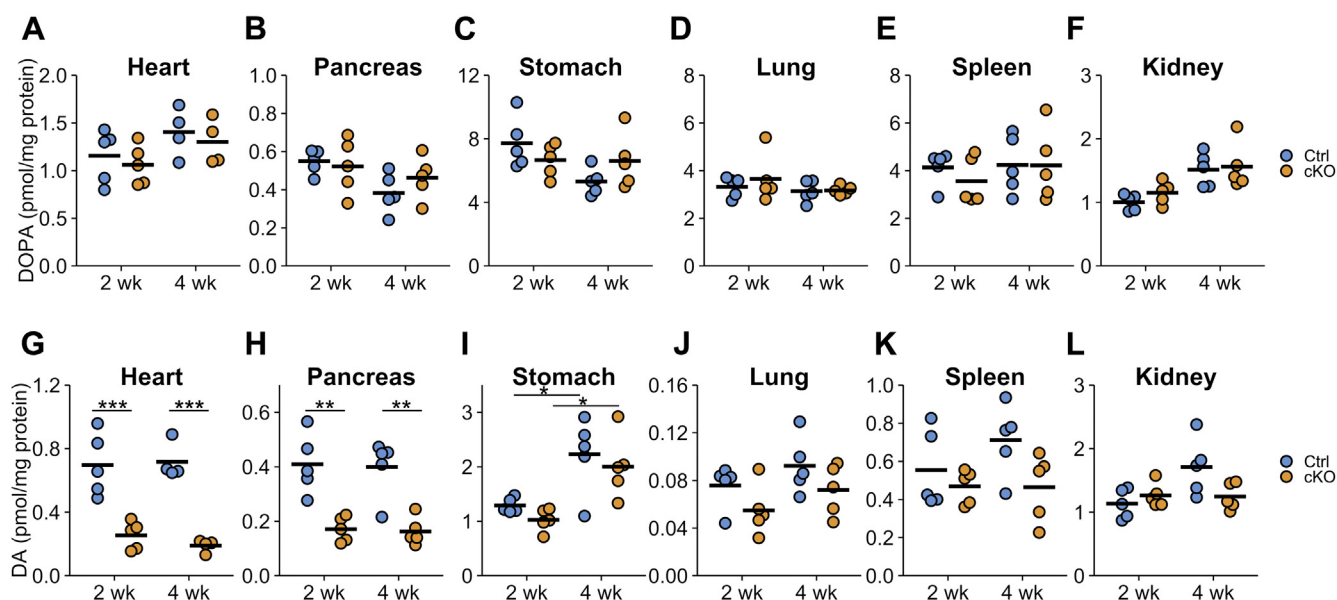 A B C D E F
Heart Pancreas Stomach Lung Spleen Kidney
DOPA (pmol/mg protein)
2.0 1.0 12 8 8 3
1.5 0.8 8 6 6 2
1.0 0.6 4 4 4 1
0.5 0.4 0 2 2 0
0.0 0.2 0 0
0.0
2 wk 4 wk 2 wk 4 wk 2 wk 4 wk 2 wk 4 wk 2 wk 4 wk 2 wk 4 wk
Ctrl
cKO
G H I J K L
Heart Pancreas Stomach Lung Spleen Kidney
DA (pmol/mg protein)
*** *** ** ** * *
1.2 0.6 3 0.16 1.0 3
0.8 0.4 2 0.12 0.8 2
0.4 0.2 1 0.08 0.6 1
0.0 0.0 0 0.04 0.4 0
0.00 0.2
0.0
2 wk 4 wk 2 wk 4 wk 2 wk 4 wk 2 wk 4 wk 2 wk 4 wk 2 wk 4 wk
Ctrl
cKO